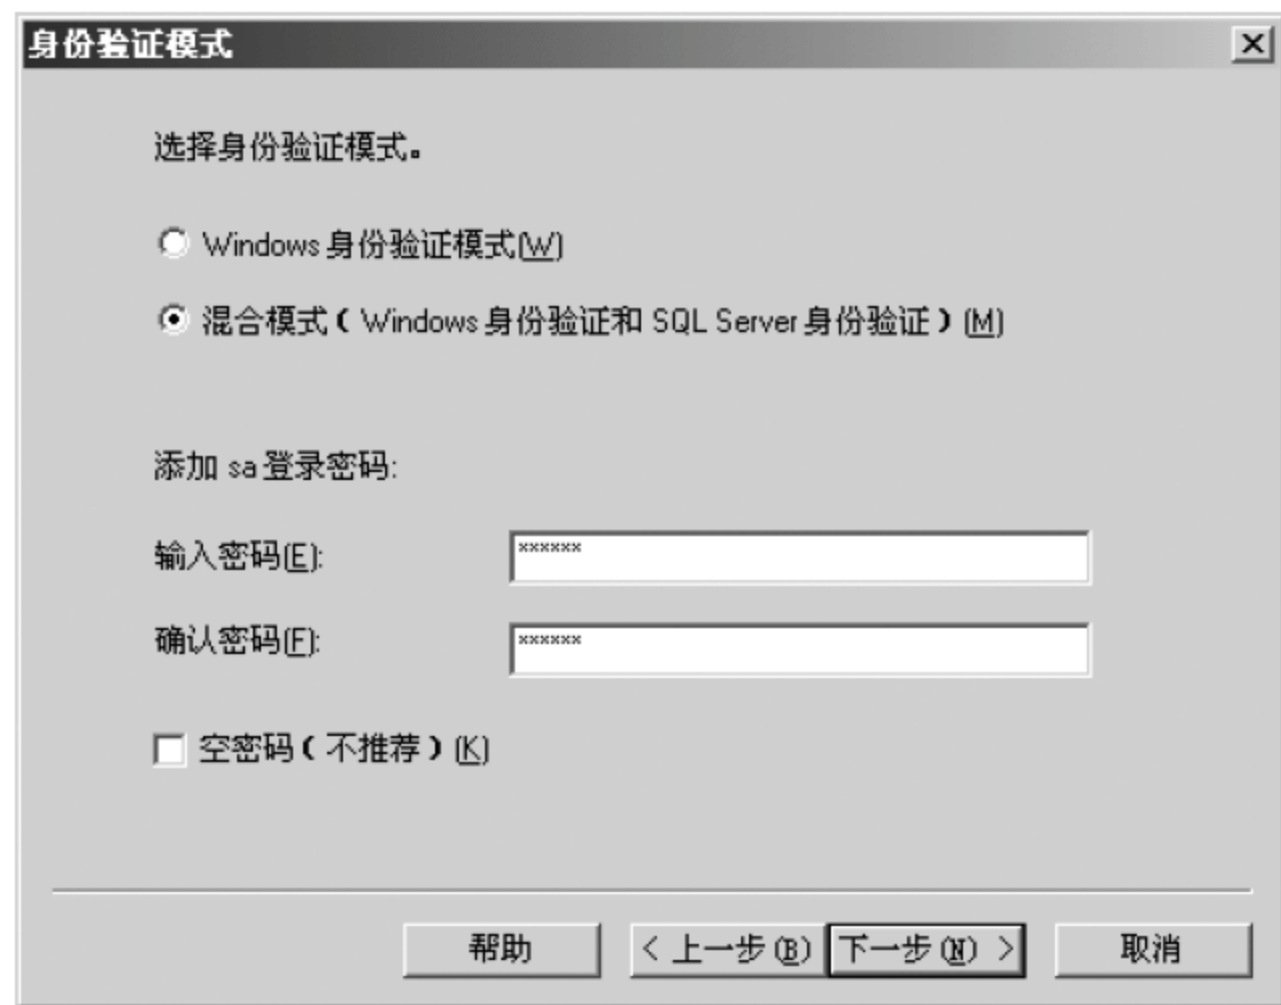 身份验证模式
选择身份验证模式。
Windows 身份验证模式(W)
混合模式（Windows 身份验证和 SQL Server 身份验证）(M)
添加 sa 登录密码:
输入密码(E): ******
确认密码(F): ******
空密码（不推荐）(K)
帮助 < 上一步(B) 下一步(N) > 取消